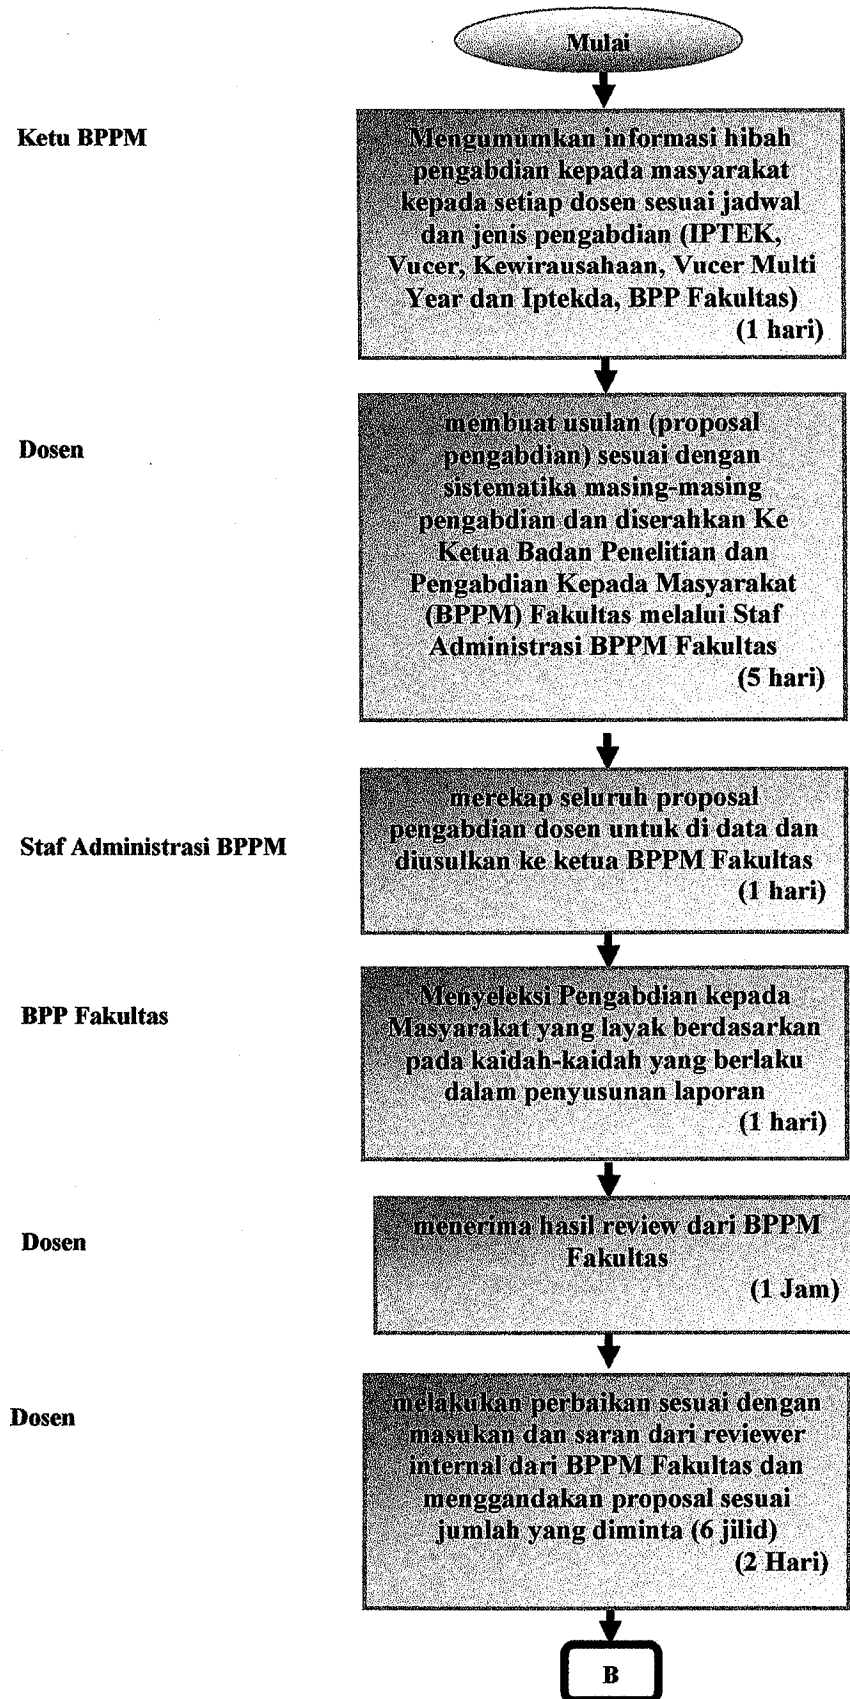 Mulai
Ketu BPPM
Mengumumkan informasi hibah
pengabdian kepada masyarakat
kepada setiap dosen sesuai jadwal
dan jenis pengabdian (IPTEK,
Vucer, Kewirausahaan, Vucer Multi
Year dan Iptekda, BPP Fakultas)
(1 hari)
Dosen
membuat usulan (proposal
pengabdian) sesuai dengan
sistematika masing-masing
pengabdian dan diserahkan Ke
Ketua Badan Penelitian dan
Pengabdian Kepada Masyarakat
(BPPM) Fakultas melalui Staf
Administrasi BPPM Fakultas
(5 hari)
Staf Administrasi BPPM
merekap seluruh proposal
pengabdian dosen untuk di data dan
diusulkan ke ketua BPPM Fakultas
(1 hari)
BPP Fakultas
Menyeleksi Pengabdian kepada
Masyarakat yang layak berdasarkan
pada kaidah-kaidah yang berlaku
dalam penyusunan laporan
(1 hari)
Dosen
menerima hasil review dari BPPM
Fakultas
(1 Jam)
Dosen
melakukan perbaikan sesuai dengan
masukan dan saran dari reviewer
internal dari BPPM Fakultas dan
menggandakan proposal sesuai
jumlah yang diminta (6 jilid)
(2 Hari)
B